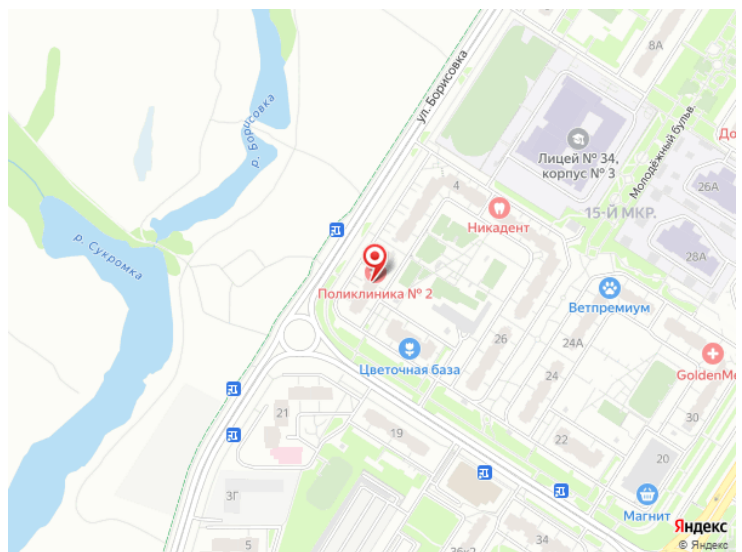 8А
ул. Борисовка
р. Борисовка
Лицей № 34,
корпус № 3
Молодёжный бульв.
До
26А
4
15-Й МКР.
Никадент
р. Сукромка
28А
Поликлиника № 2
Ветпремиум
26
24А
Цветочная база
GoldenMe
24
30
21
19
22
20
3Г
Магнит
Яндекс
5
36к2
34
© Яндекс